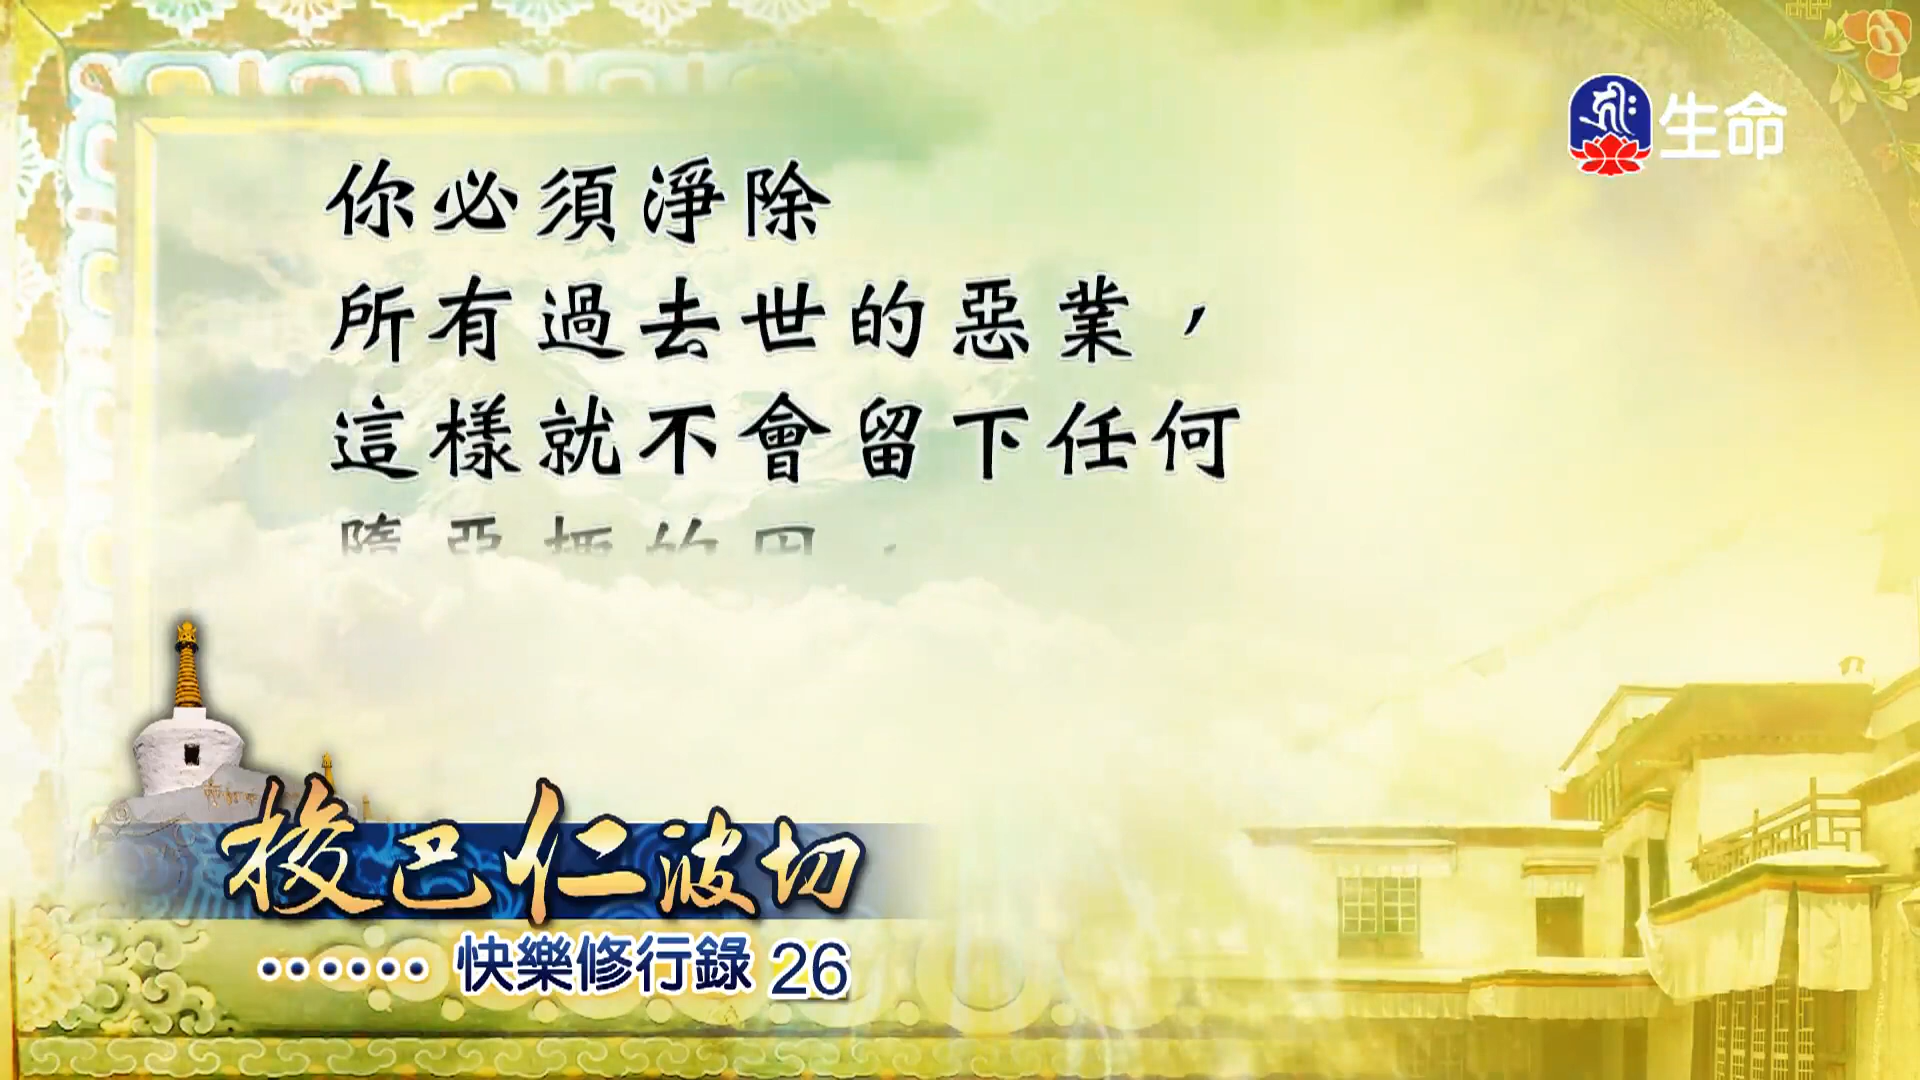 生命
你必須淨除
所有過去世的惡業，
這樣就不會留下任何
梭巴仁波切
……快樂修行錄 26